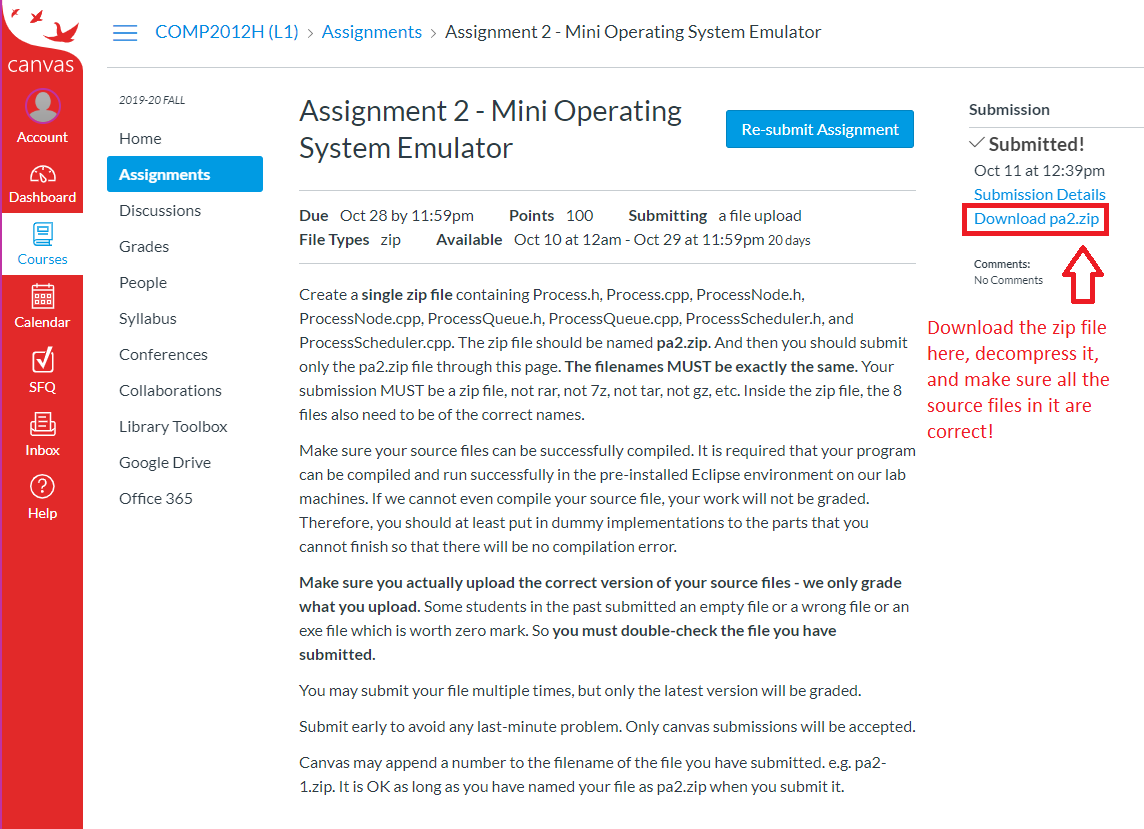 canvas
Account
Dashboard
Courses
Calendar
SFQ
Inbox
Help
COMP2012H (L1) › Assignments › Assignment 2 - Mini Operating System Emulator
2019-20 FALL
Home
Assignments
Discussions
Grades
People
Syllabus
Conferences
Collaborations
Library Toolbox
Google Drive
Office 365
Assignment 2 - Mini Operating
System Emulator
Re-submit Assignment
Due Oct 28 by 11:59pm Points 100 Submitting a file upload
File Types zip Available Oct 10 at 12am - Oct 29 at 11:59pm 20 days
Create a single zip file containing Process.h, Process.cpp, ProcessNode.h,
ProcessNode.cpp, ProcessQueue.h, ProcessQueue.cpp, ProcessScheduler.h, and
ProcessScheduler.cpp. The zip file should be named pa2.zip. And then you should submit
only the pa2.zip file through this page. The filenames MUST be exactly the same. Your
submission MUST be a zip file, not rar, not 7z, not tar, not gz, etc. Inside the zip file, the 8
files also need to be of the correct names.
Make sure your source files can be successfully compiled. It is required that your program
can be compiled and run successfully in the pre-installed Eclipse environment on our lab
machines. If we cannot even compile your source file, your work will not be graded.
Therefore, you should at least put in dummy implementations to the parts that you
cannot finish so that there will be no compilation error.
Make sure you actually upload the correct version of your source files - we only grade
what you upload. Some students in the past submitted an empty file or a wrong file or an
exe file which is worth zero mark. So you must double-check the file you have
submitted.
You may submit your file multiple times, but only the latest version will be graded.
Submit early to avoid any last-minute problem. Only canvas submissions will be accepted.
Canvas may append a number to the filename of the file you have submitted. e.g. pa2-
1.zip. It is OK as long as you have named your file as pa2.zip when you submit it.
Submission
Submitted!
Oct 11 at 12:39pm
Submission Details
Download pa2.zip
Comments:
No Comments
Download the zip file
here, decompress it,
and make sure all the
source files in it are
correct!